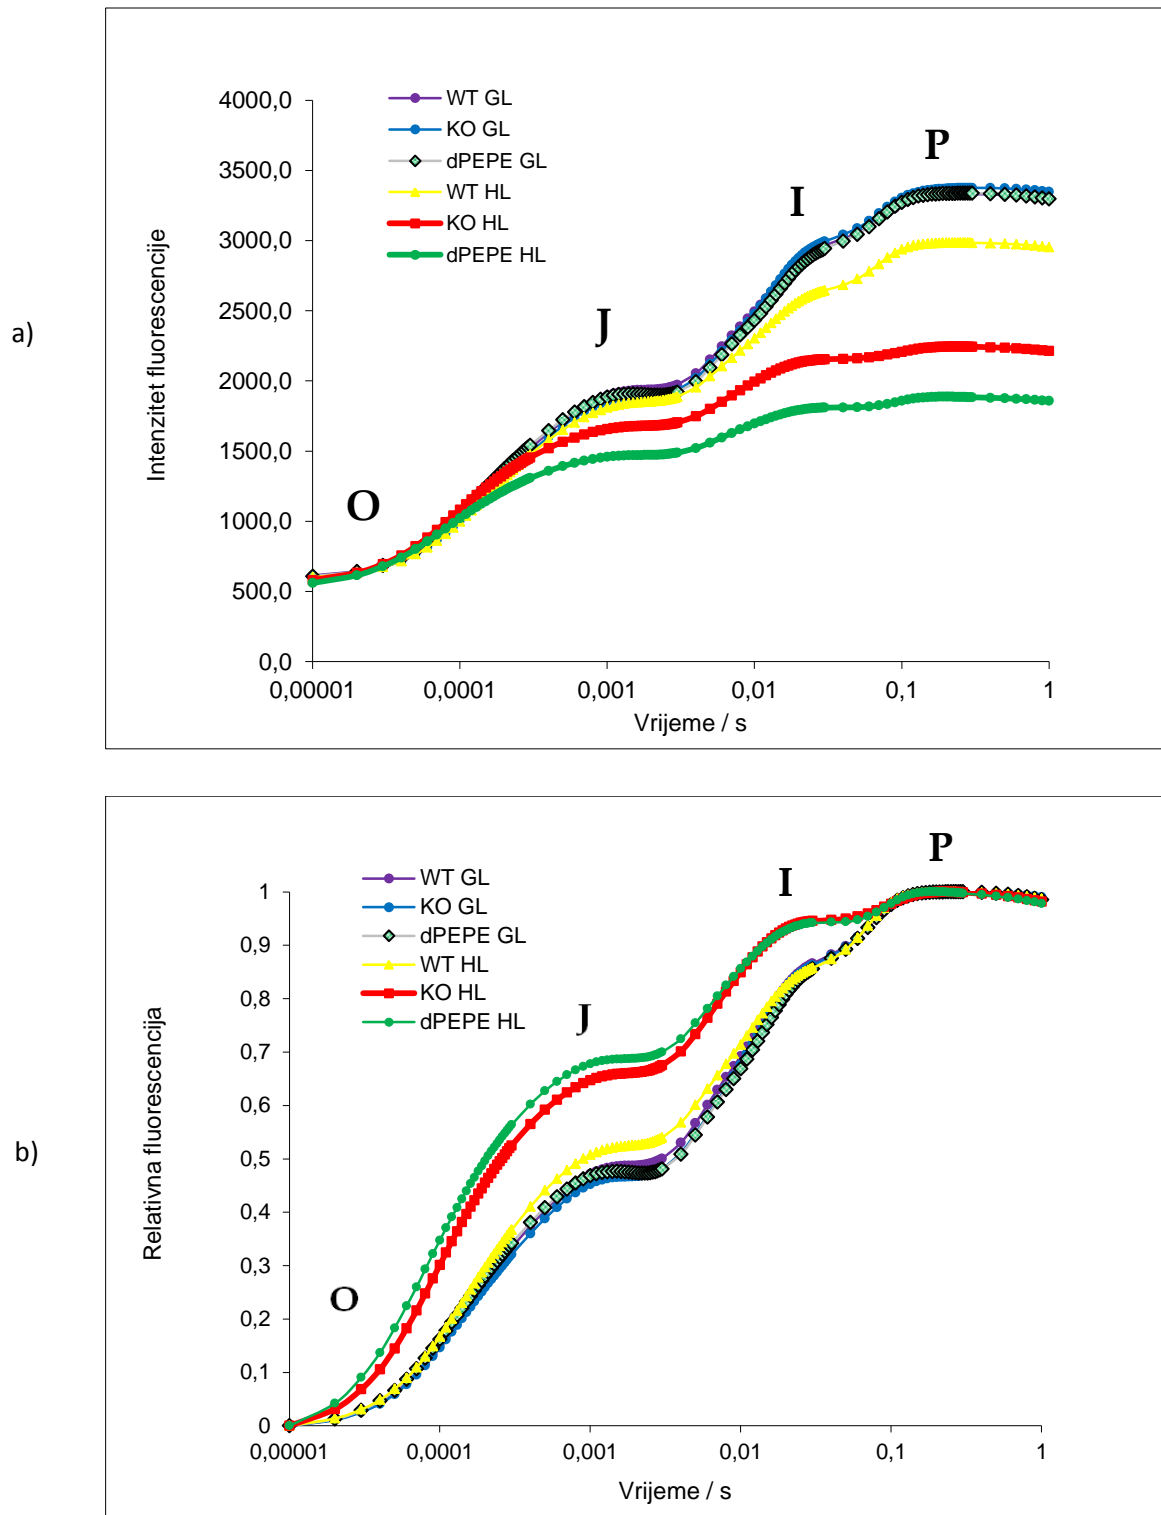 a)
Intenzitet fluorescencije
4000,0
3500,0
3000,0
2500,0
2000,0
1500,0
1000,0
500,0
0,0
WT GL
KO GL
dPEPE GL
WT HL
KO HL
dPEPE HL
O
J
I
P
0,00001
0,0001
0,001
0,01
0,1
1
Vrijeme / s
b)
Relativna fluorescencija
1
0,9
0,8
0,7
0,6
0,5
0,4
0,3
0,2
0,1
0
WT GL
KO GL
dPEPE GL
WT HL
KO HL
dPEPE HL
O
J
I
P
0,00001
0,0001
0,001
0,01
0,1
1
Vrijeme / s